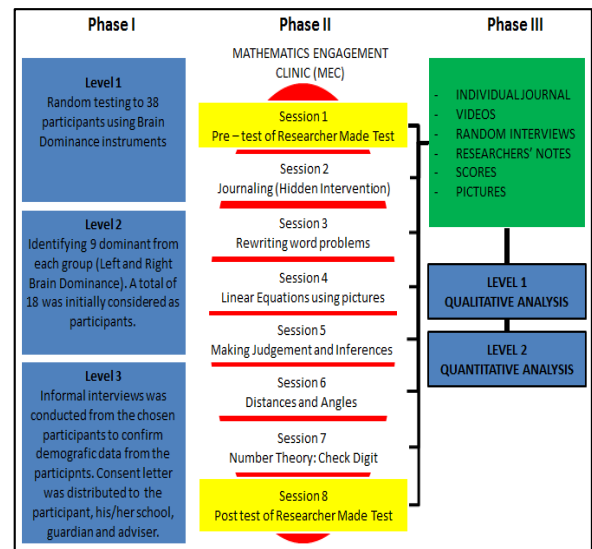 Phase I
Level 1
Random testing to 38
participants using Brain
Dominance instruments
Level 2
Identifying 9 dominant from
each group (Left and Right
Brain Dominance). A total of
18 was initially considered as
participants.
Level 3
Informal interviews was
conducted from the chosen
participants to confirm
demografic data from the
participnts. Consent letter
was distributed to the
participant, his/her school,
guardian and adviser.
Phase II
MATHEMATICS ENGAGEMENT
CLINIC (MEC)
Session 1
Pre – test of Researcher Made Test
Session 2
Journaling (Hidden Intervention)
Session 3
Rewriting word problems
Session 4
Linear Equations using pictures
Session 5
Making Judgement and Inferences
Session 6
Distances and Angles
Session 7
Number Theory: Check Digit
Session 8
Post test of Researcher Made Test
Phase III
- INDIVIDUAL JOURNAL
- VIDEOS
- RANDOM INTERVIEWS
- RESEARCHERS' NOTES
- SCORES
- PICTURES
LEVEL 1
QUALITATIVE ANALYSIS
LEVEL 2
QUANTITATIVE ANALYSIS